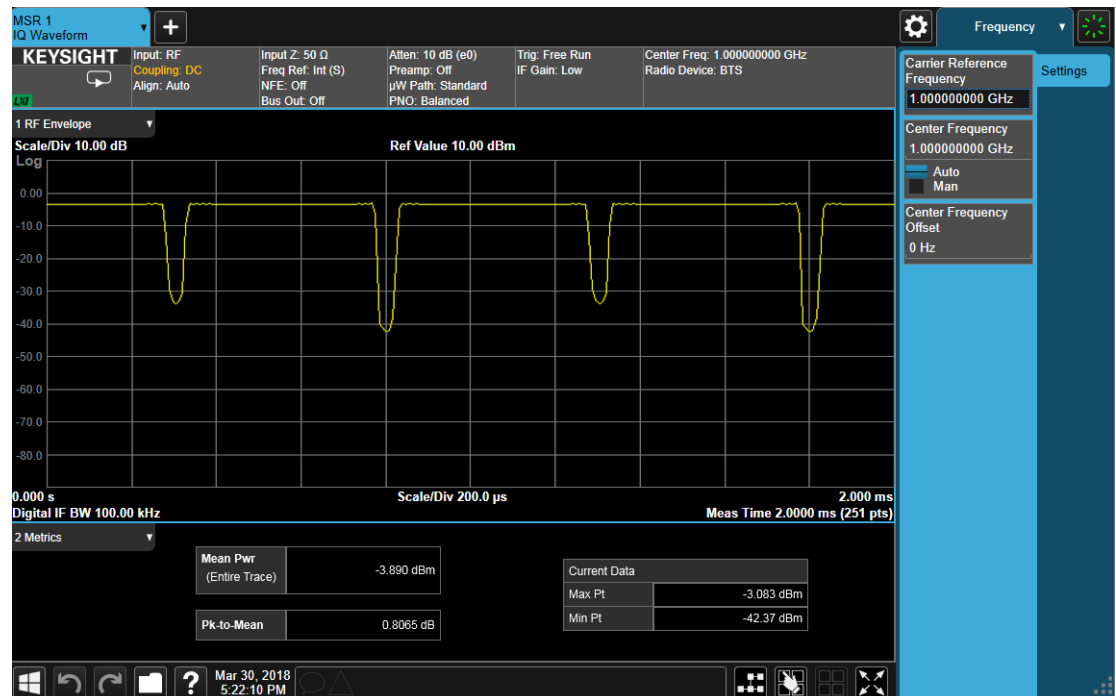 MSR 1
IQ Waveform
+
Frequency
KEYSIGHT
LXI
Input: RF
Coupling: DC
Align: Auto
Input Z: 50 Ω
Freq Ref: Int (S)
NFE: Off
Bus Out: Off
Atten: 10 dB (e0)
Preamp: Off
µW Path: Standard
PNO: Balanced
Trig: Free Run
IF Gain: Low
Center Freq: 1.000000000 GHz
Radio Device: BTS
Carrier Reference
Frequency
1.000000000 GHz
Settings
Center Frequency
1.000000000 GHz
Auto
Man
Center Frequency
Offset
0 Hz
1 RF Envelope
Scale/Div 10.00 dB
Ref Value 10.00 dBm
Log
0.00
-10.0
-20.0
-30.0
-40.0
-50.0
-60.0
-70.0
-80.0
0.000 s
Scale/Div 200.0 µs
2.000 ms
Digital IF BW 100.00 kHz
Meas Time 2.0000 ms (251 pts)
2 Metrics
Mean Pwr
(Entire Trace)
-3.890 dBm
Pk-to-Mean
0.8065 dB
Current Data
Max Pt
-3.083 dBm
Min Pt
-42.37 dBm
?
Mar 30, 2018
5:22:10 PM